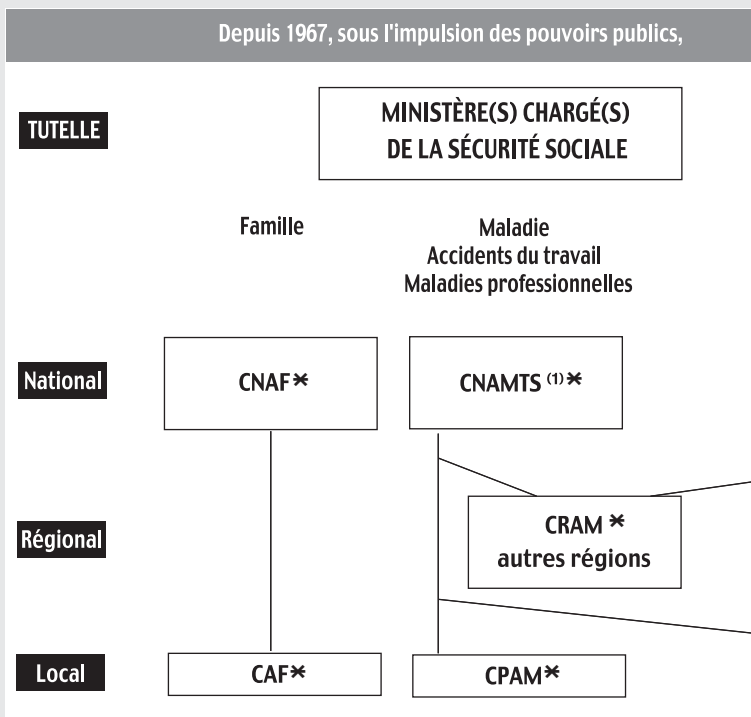 Depuis 1967, sous l'impulsion des pouvoirs publics,
TUTELLE
MINISTÈRE(S) CHARGÉ(S)
DE LA SÉCURITÉ SOCIALE
Famille
Maladie
Accidents du travail
Maladies professionnelles
National
CNAF*
CNAMTS (1)*
Régional
CRAM *
autres régions
Local
CAF*
CPAM*